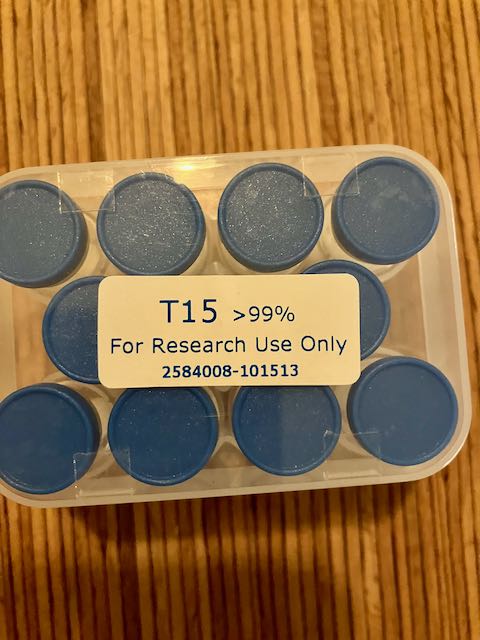 T15 >99%
For Research Use Only
2584008-101513